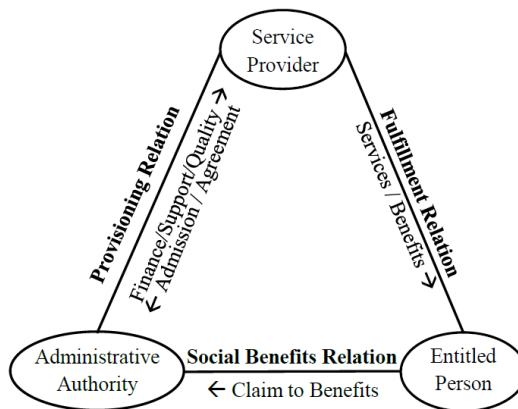 Service
Provider
Provisioning Relation
Finance/Support/Quality →
← Admission / Agreement
Fulfillment Relation
Services / Benefits →
Administrative
Authority
Social Benefits Relation
← Claim to Benefits
Entitled
Person